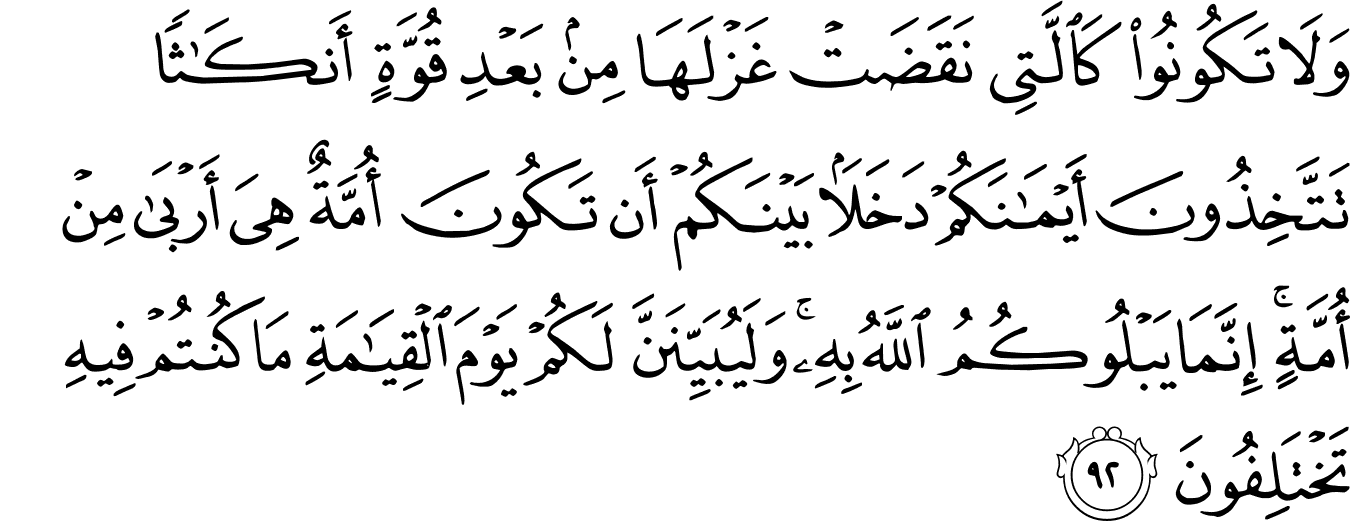 وَلَا تَكُونُوا۟ كَٱلَّتِى نَقَضَتْ غَزْلَهَا مِنۢ بَعْدِ قُوَّةٍ أَنكَـٰثًا
تَتَّخِذُونَ أَيْمَـٰنَكُمْ دَخَلًۢا بَيْنَكُمْ أَن تَكُونَ أُمَّةٌ هِىَ أَرْبَىٰ مِنْ
أُمَّةٍ ۚ إِنَّمَا يَبْلُوكُمُ ٱللَّهُ بِهِۦ ۚ وَلَيُبَيِّنَنَّ لَكُمْ يَوْمَ ٱلْقِيَـٰمَةِ مَا كُنتُمْ فِيهِ
تَخْتَلِفُونَ ٩٢